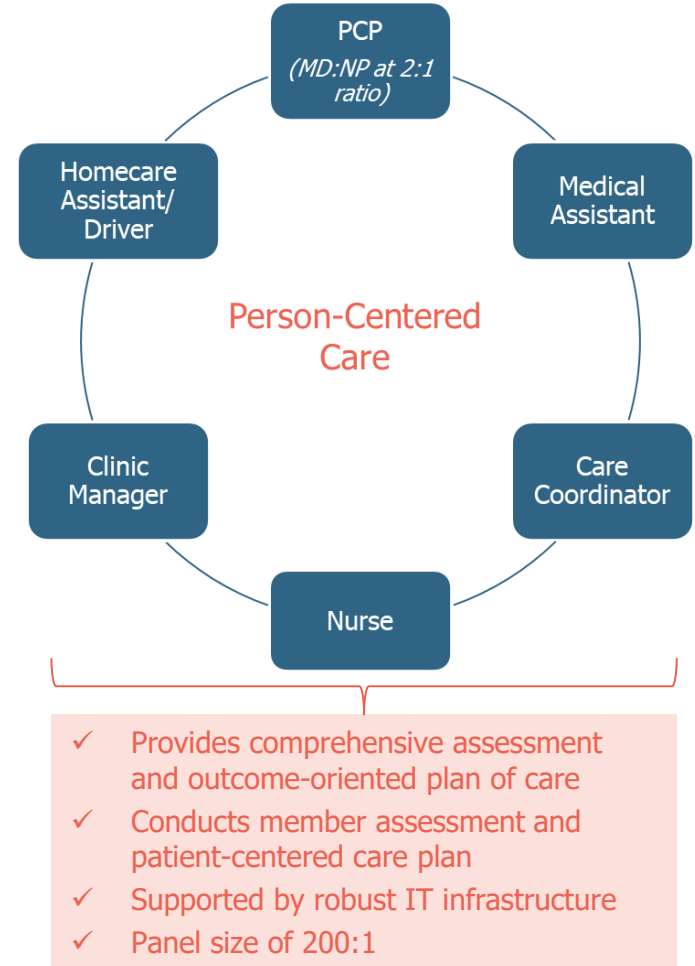 PCP
(MD:NP at 2:1
ratio)
Homecare
Assistant/
Driver
Medical
Assistant
Person-Centered
Care
Clinic
Manager
Care
Coordinator
Nurse
✓ Provides comprehensive assessment
and outcome-oriented plan of care
✓ Conducts member assessment and
patient-centered care plan
✓ Supported by robust IT infrastructure
✓ Panel size of 200:1